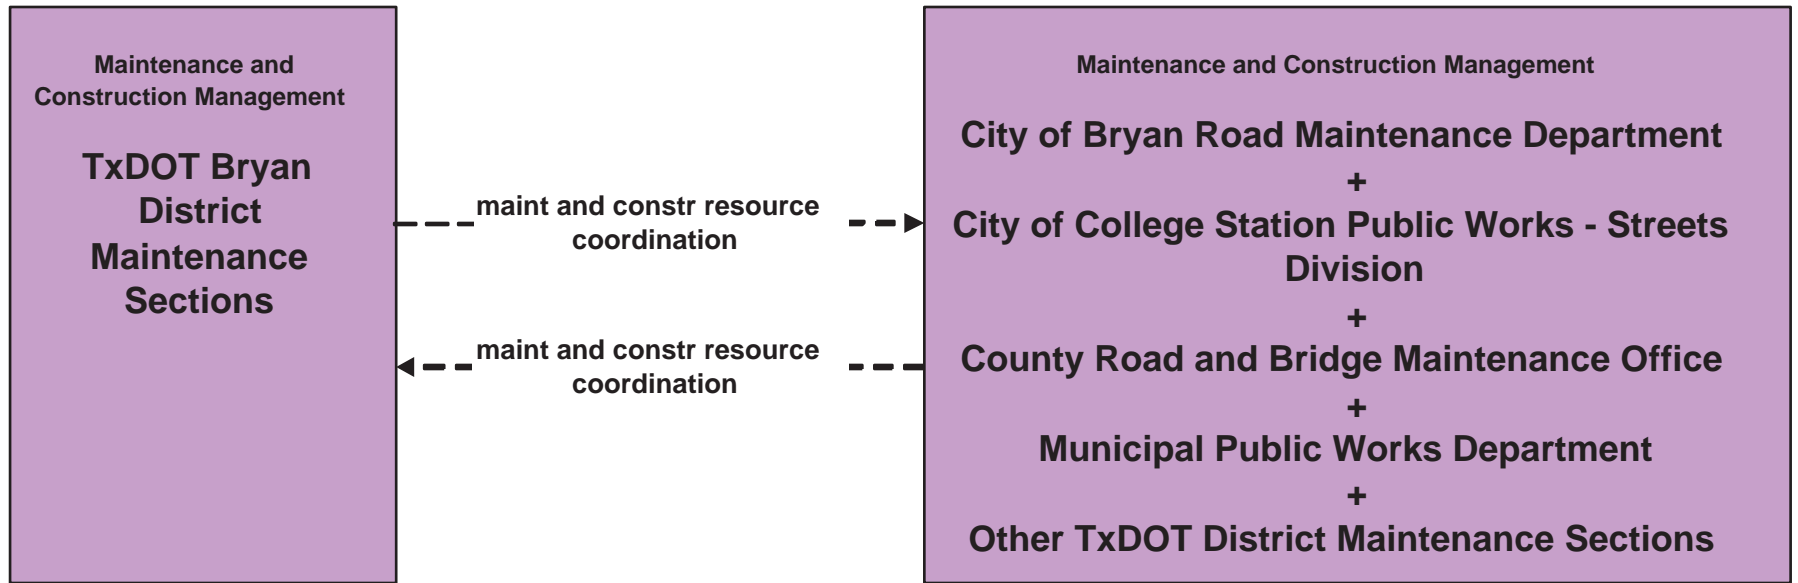 Maintenance and
Construction Management
TxDOT Bryan
District
Maintenance
Sections
maint and constr resource
coordination
maint and constr resource
coordination
Maintenance and Construction Management
City of Bryan Road Maintenance Department
+
City of College Station Public Works - Streets
Division
+
County Road and Bridge Maintenance Office
+
Municipal Public Works Department
+
Other TxDOT District Maintenance Sections